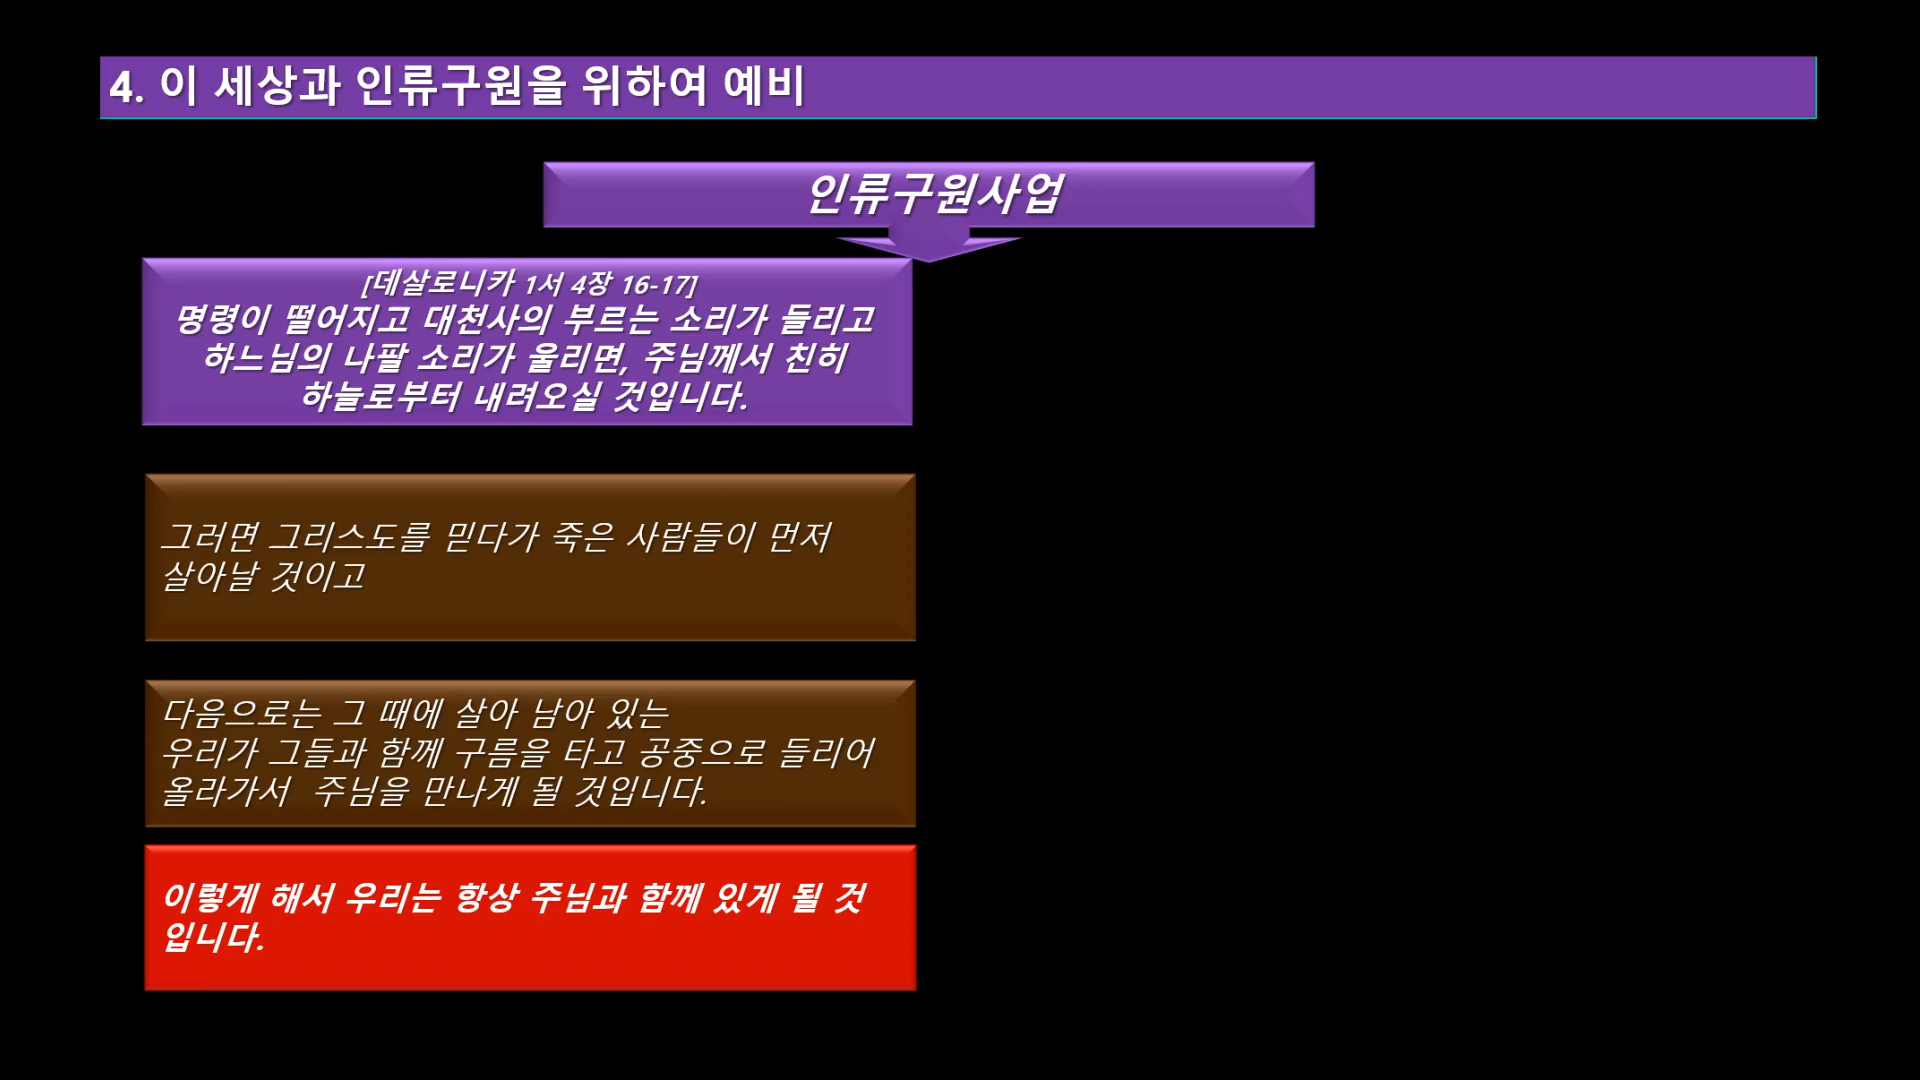 4. 이 세상과 인류구원을 위하여 예비
인류구원사업
[데살로니카 1서 4장 16-17]
명령이 떨어지고 대천사의 부르는 소리가 들리고
하느님의 나팔 소리가 울리면, 주님께서 친히
하늘로부터 내려오실 것입니다.
그러면 그리스도를 믿다가 죽은 사람들이 먼저
살아날 것이고
다음으로는 그 때에 살아 남아 있는
우리가 그들과 함께 구름을 타고 공중으로 들리어
올라가서 주님을 만나게 될 것입니다.
이렇게 해서 우리는 항상 주님과 함께 있게 될 것
입니다.